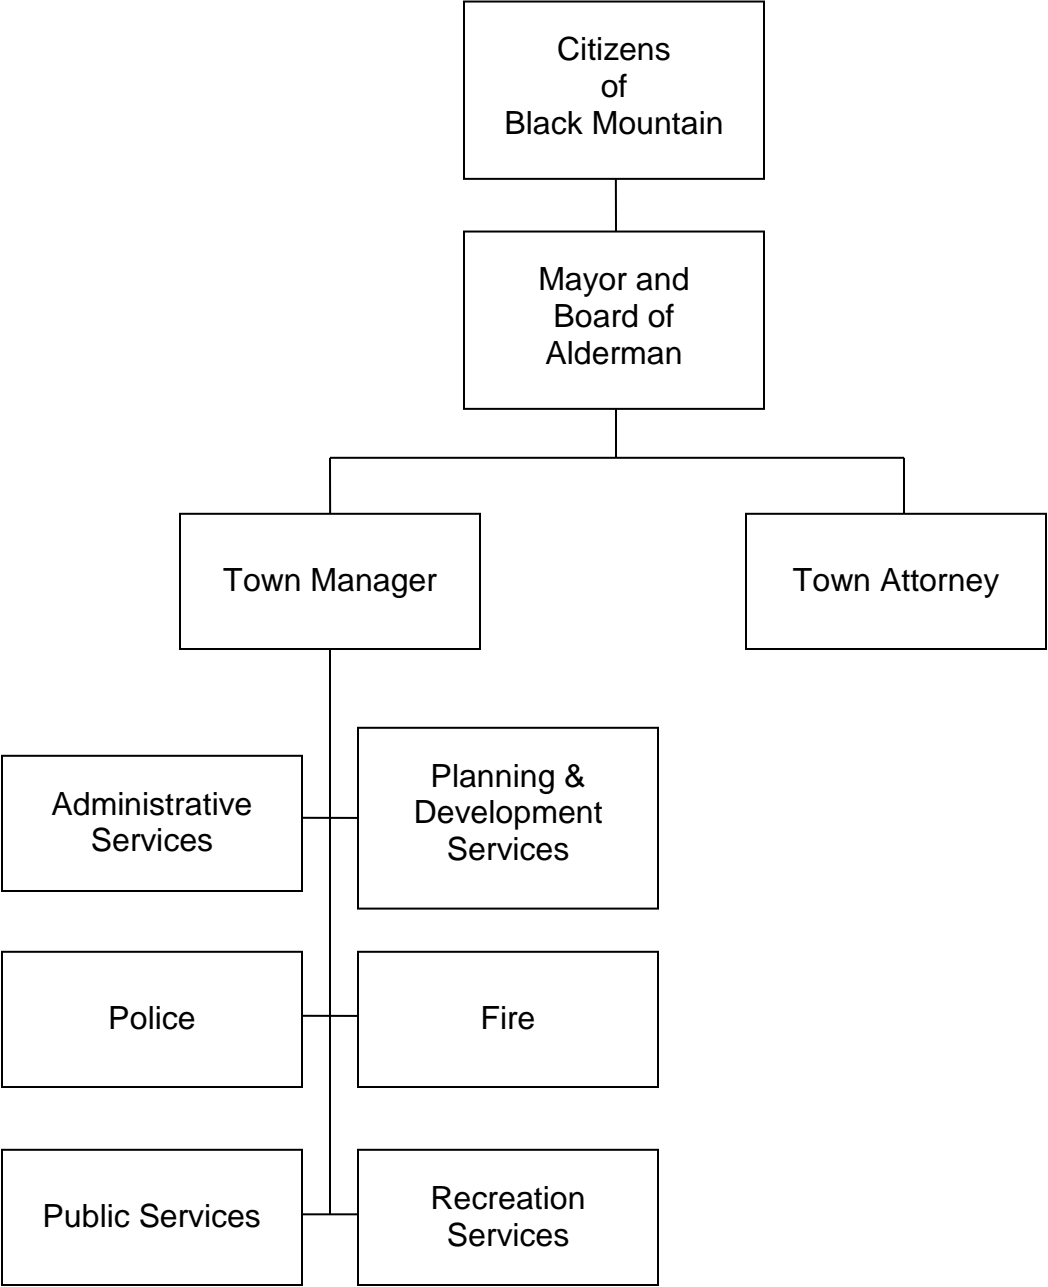 Citizens
of
Black Mountain
Mayor and
Board of
Alderman
Town Manager
Town Attorney
Administrative
Services
Planning &
Development
Services
Police
Fire
Public Services
Recreation
Services